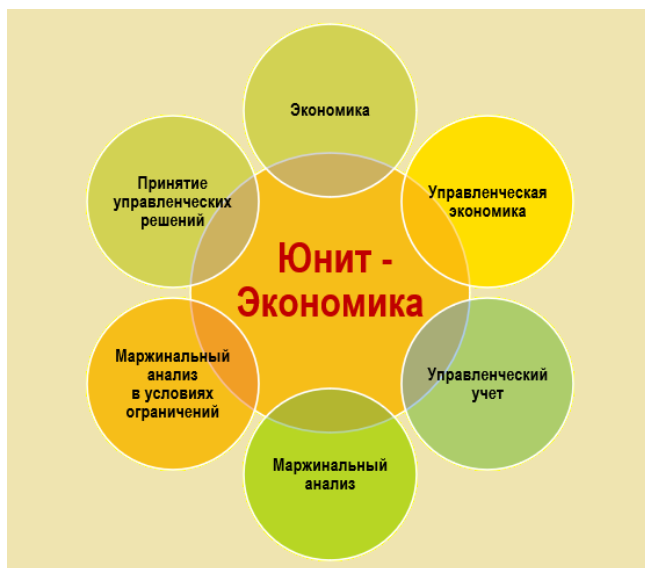 Экономика
Управленческая
экономика
Управленческий
учет
Маржинальный
анализ
Маржинальный
анализ
в условиях
ограничений
Принятие
управленческих
решений
Юнит -
Экономика